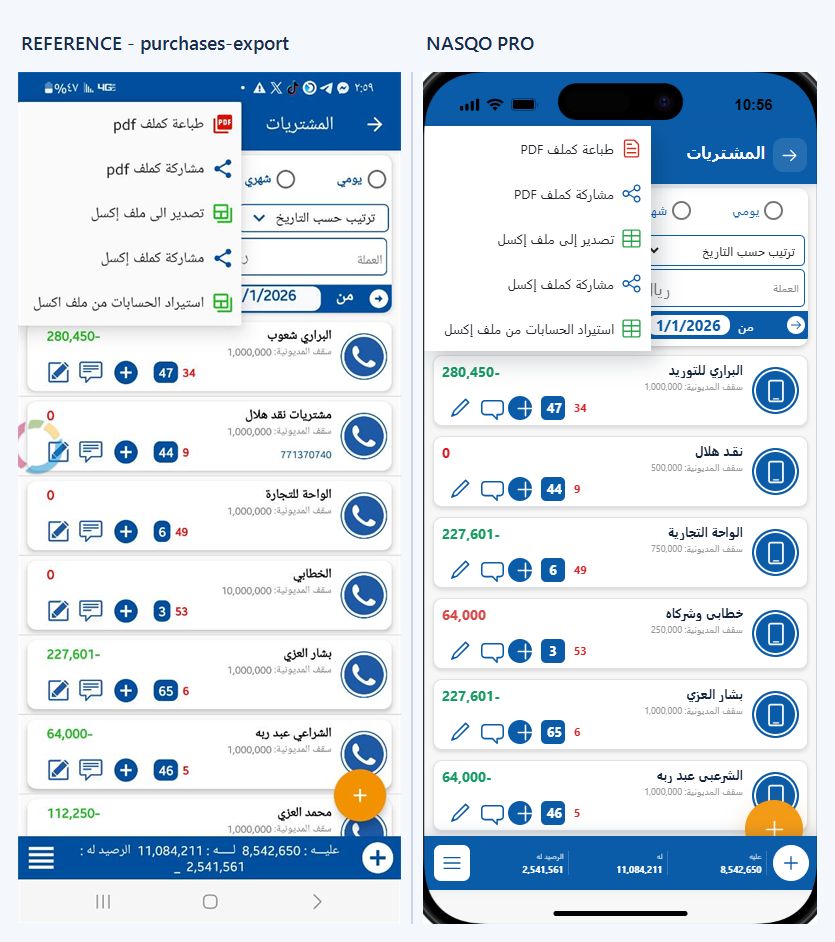 REFERENCE - purchases-export
%٤٧ 4G
٢:٥٩
المشتريات
طباعة كملف pdf
مشاركة كملف pdf
تصدير الى ملف إكسل
مشاركة كملف إكسل
استيراد الحسابات من ملف اكسل
يومي
شهري
ترتيب حسب التاريخ
العملة
من
/1/2026
البراري شعوب
280,450-
سقف المديونية: 1,000,000
47 34
مشتريات نقد هلال
0
سقف المديونية: 1,000,000
771370740
44 9
الواحة للتجارة
0
سقف المديونية: 1,000,000
6 49
الخطابي
0
سقف المديونية: 10,000,000
3 53
بشار العزي
227,601-
سقف المديونية: 1,000,000
65 6
الشراعي عبد ربه
64,000-
سقف المديونية: 1,000,000
46 5
محمد العزي
112,250-
سقف المديونية: 1,000,000
عليـــه : 8,542,650 لـــه : 11,084,211 الرصيد له :
2,541,561 _
NASQO PRO
10:56
المشتريات
PDF
طباعة كملف PDF
مشاركة كملف PDF
تصدير إلى ملف إكسل
مشاركة كملف إكسل
استيراد الحسابات من ملف إكسل
يومي
شهر
ترتيب حسب التاريخ
العملة
ريال
من
1/1/2026
البراري للتوريد
280,450-
سقف المديونية: 1,000,000
47 34
نقد هلال
0
سقف المديونية: 500,000
44 9
الواحة التجارية
227,601-
سقف المديونية: 750,000
6 49
خطابي وشركاه
64,000
سقف المديونية: 250,000
3 53
بشار العزي
227,601-
سقف المديونية: 1,000,000
65 6
الشرعبي عبد ربه
64,000-
سقف المديونية: 1,000,000
46 5
عليه
8,542,650
له
11,084,211
الرصيد له
2,541,561